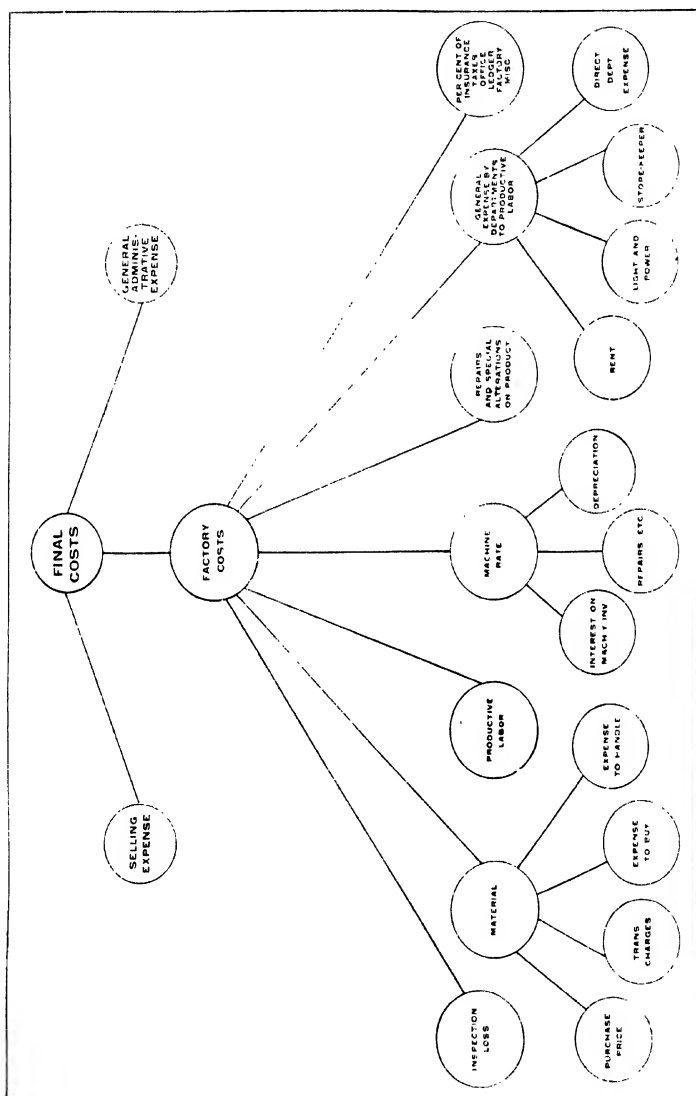 FINAL
COSTS
SELLING
EXPENSE
GENERAL
ADMINIS-
TRATIVE
EXPENSE
FACTORY
COSTS
INSPECTION
LOSS
MATERIAL
PRODUCTIVE
LABOR
MACHINE
RATE
REPAIRS
AND SPECIAL
ALTERATIONS
ON PRODUCT
GENERAL
EXPENSE BY
DEPARTMENTS
TO PRODUCTIVE
LABOR
PER CENT OF
INSURANCE
TAXES
OFFICE
LEDGER
FACTORY
MISC
PURCHASE
PRICE
TRANS
CHARGES
EXPENSE
TO BUY
EXPENSE
TO HANDLE
INTEREST ON
MACH'Y INV
REPAIRS ETC
DEPRECIATION
RENT
LIGHT AND
POWER
STORE-KEEPER
DIRECT
DEPT
EXPENSE